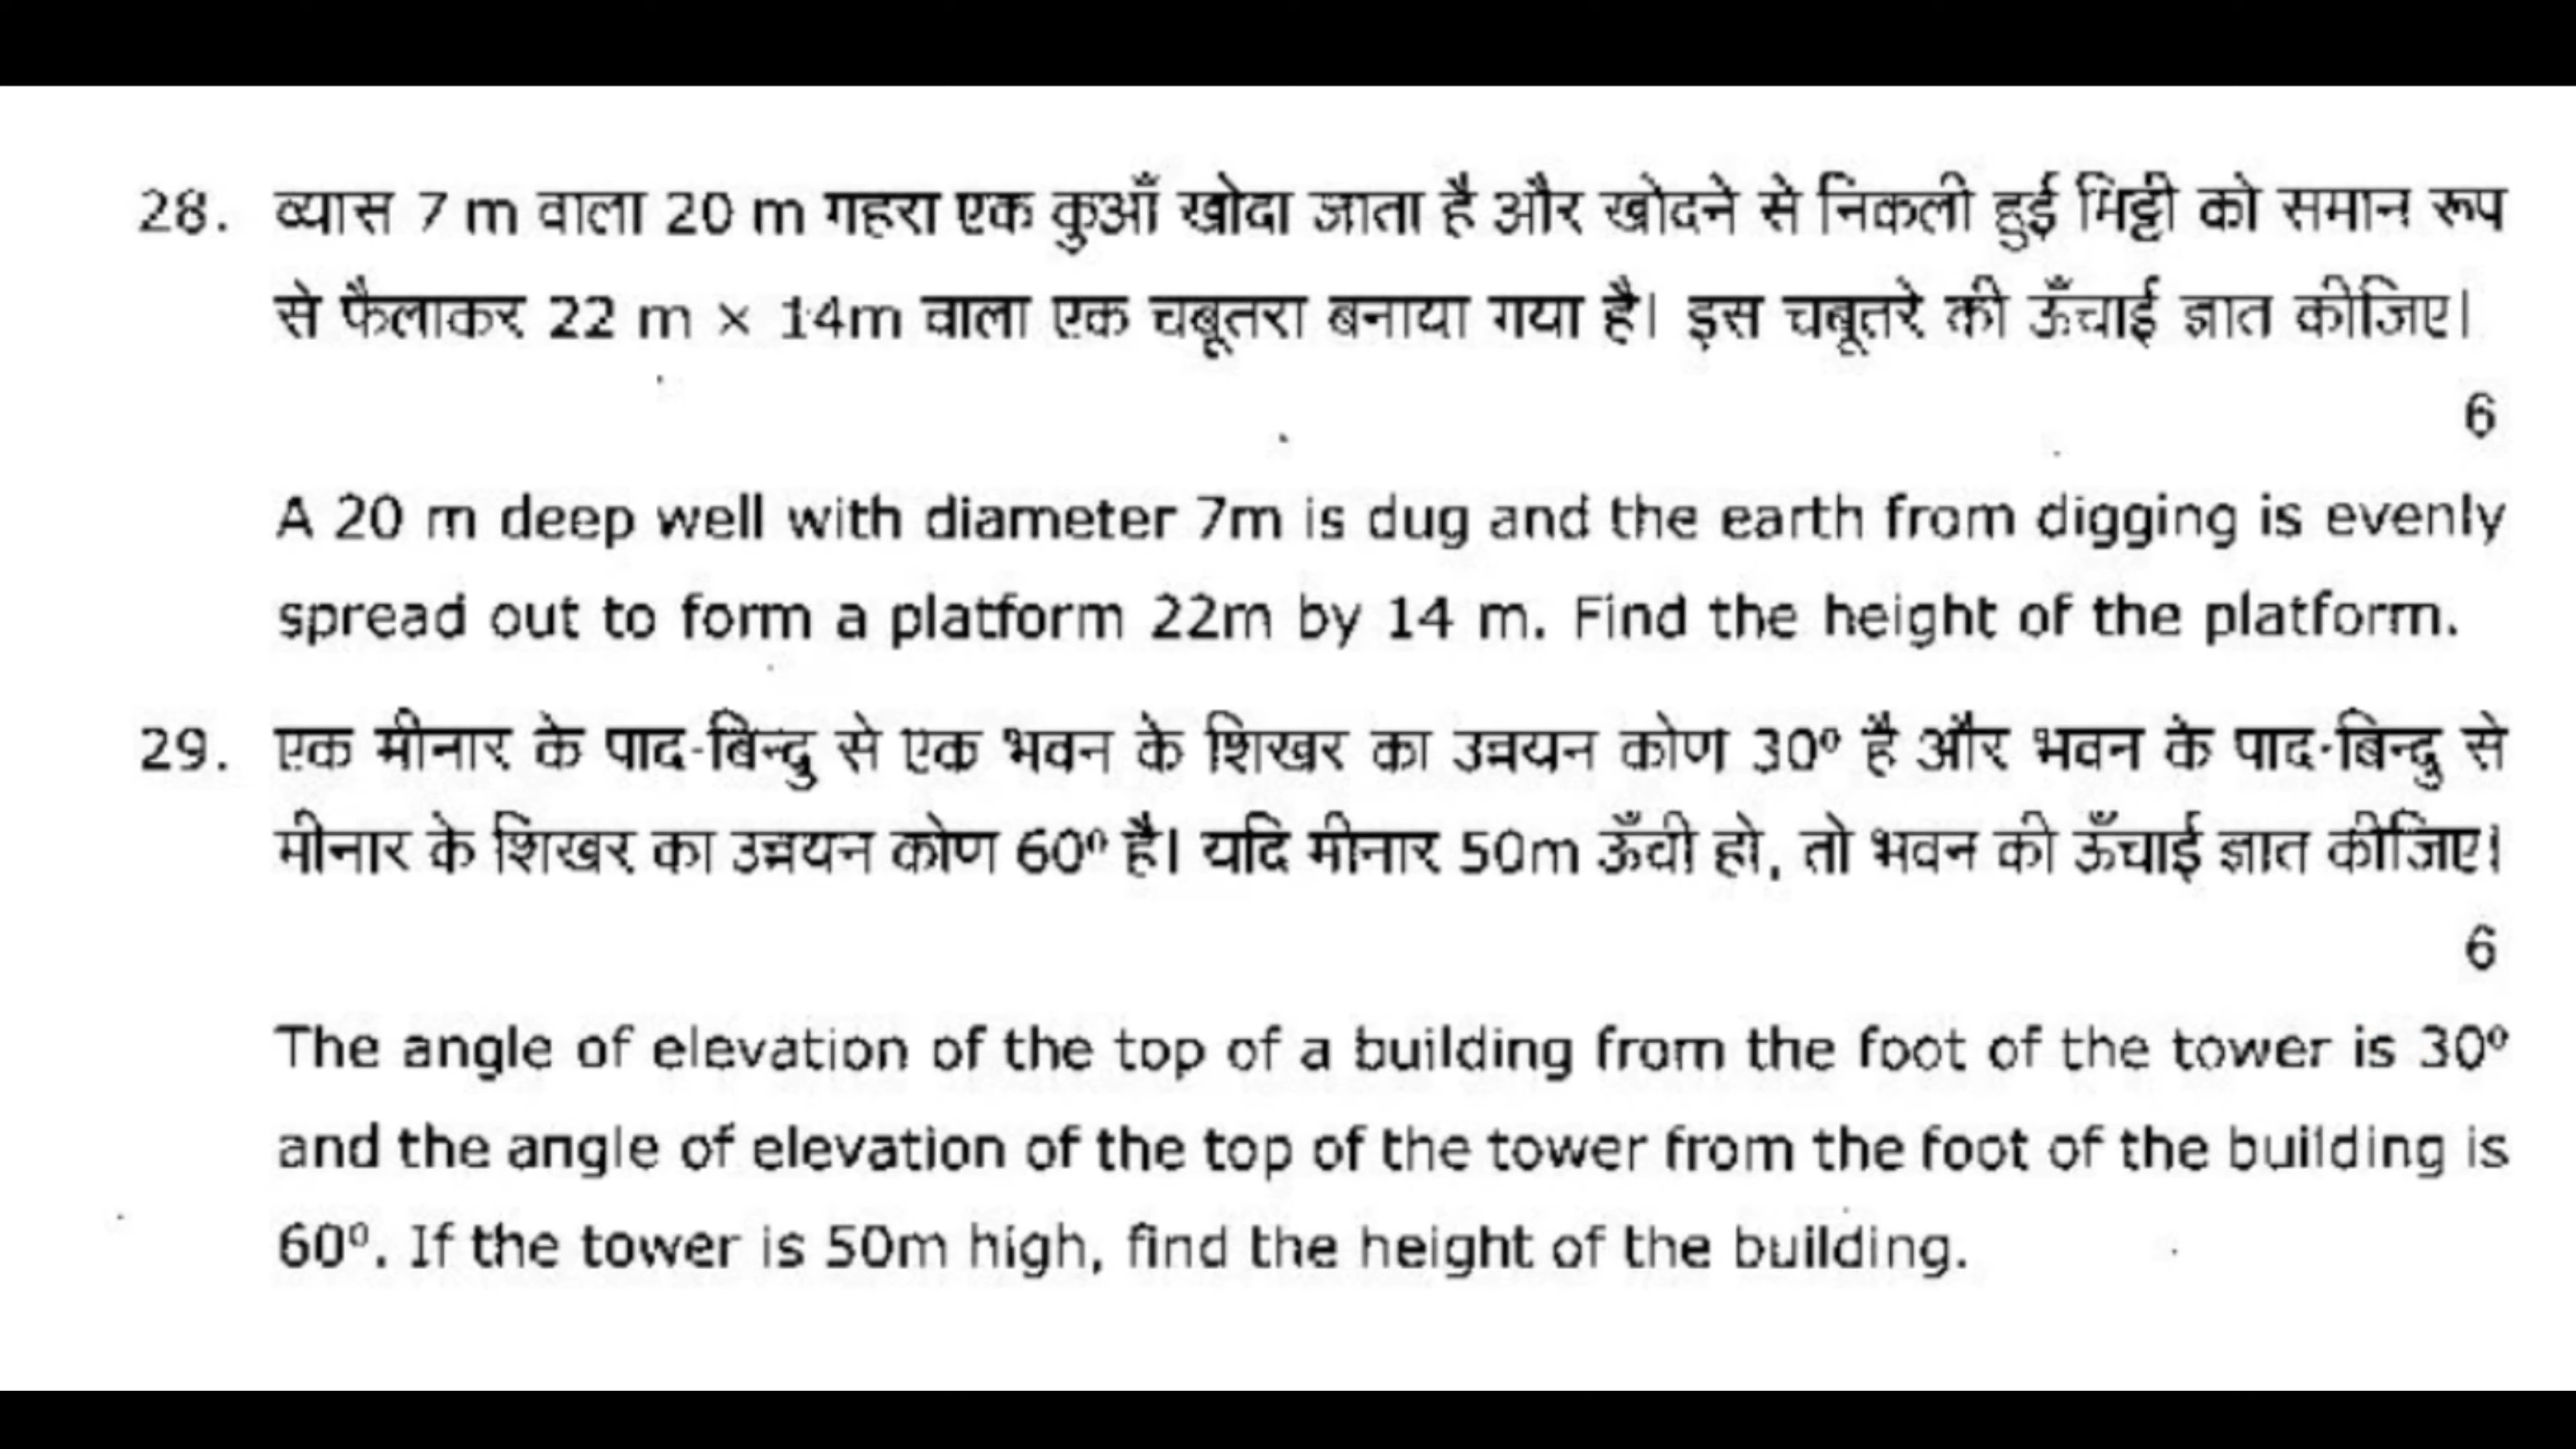 28. व्यास 7 m वाला 20 m गहरा एक कुआँ खोदा जाता है और खोदने से निकली हुई मिट्टी को समान रूप
से फैलाकर 22 m × 14m वाला एक चबूतरा बनाया गया है। इस चबूतरे की ऊँचाई ज्ञात कीजिए।
6
A 20 m deep well with diameter 7m is dug and the earth from digging is evenly
spread out to form a platform 22m by 14 m. Find the height of the platform.
29. एक मीनार के पाद-बिन्दु से एक भवन के शिखर का उन्नयन कोण 30º है और भवन के पाद-बिन्दु से
मीनार के शिखर का उन्नयन कोण 60º है। यदि मीनार 50m ऊँची हो, तो भवन की ऊँचाई ज्ञात कीजिए।
6
The angle of elevation of the top of a building from the foot of the tower is 30º
and the angle of elevation of the top of the tower from the foot of the building is
60º. If the tower is 50m high, find the height of the building.